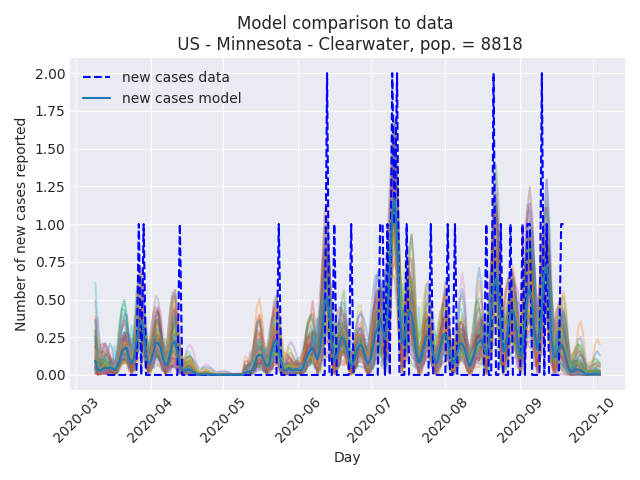 Model comparison to data
US - Minnesota - Clearwater, pop. = 8818
new cases data
new cases model
Number of new cases reported
2.00
1.75
1.50
1.25
1.00
0.75
0.50
0.25
0.00
2020-03
2020-04
2020-05
2020-06
2020-07
2020-08
2020-09
2020-10
Day